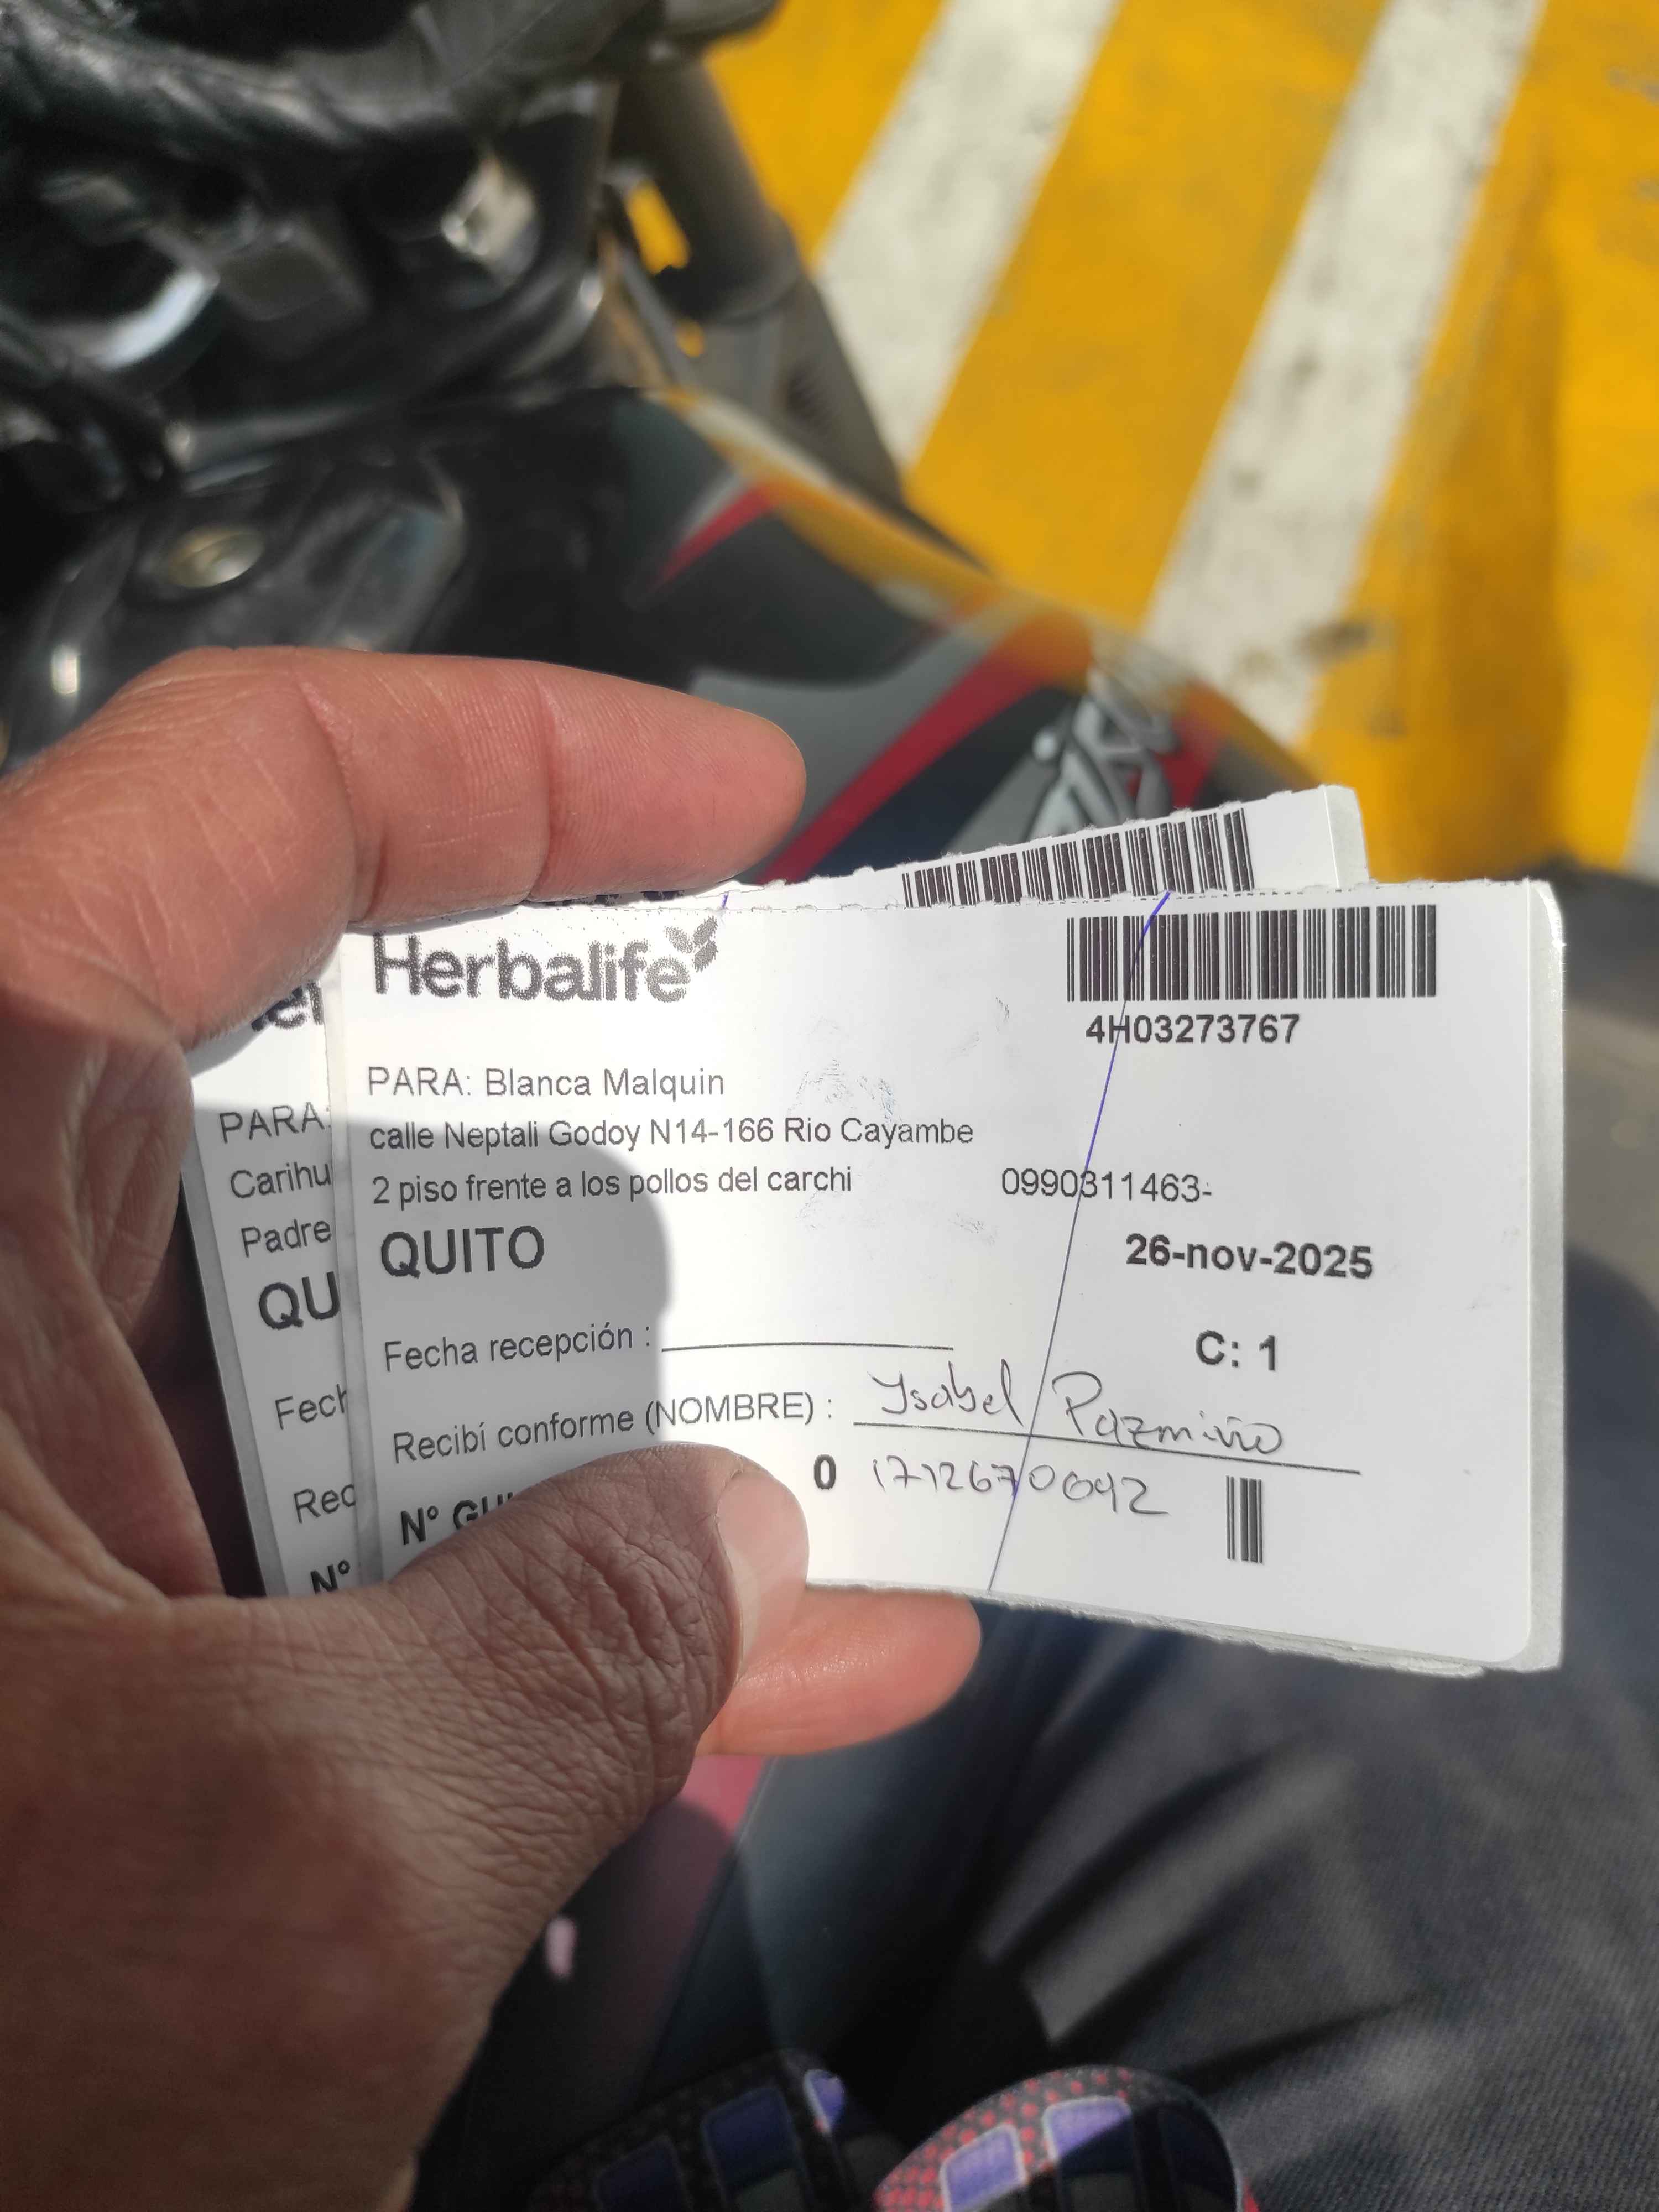 Herbalife
4H03273767
PARA: Blanca Malquin
calle Neptali Godoy N14-166 Rio Cayambe
2 piso frente a los pollos del carchi 0990311463-
QUITO
26-nov-2025
Fecha recepción :
C: 1
Recibí conforme (NOMBRE) : Ysabel Pazmiño
N° 0 1712670092
PARA:
Carihu
Padre
QU
Fech
Rec
N°